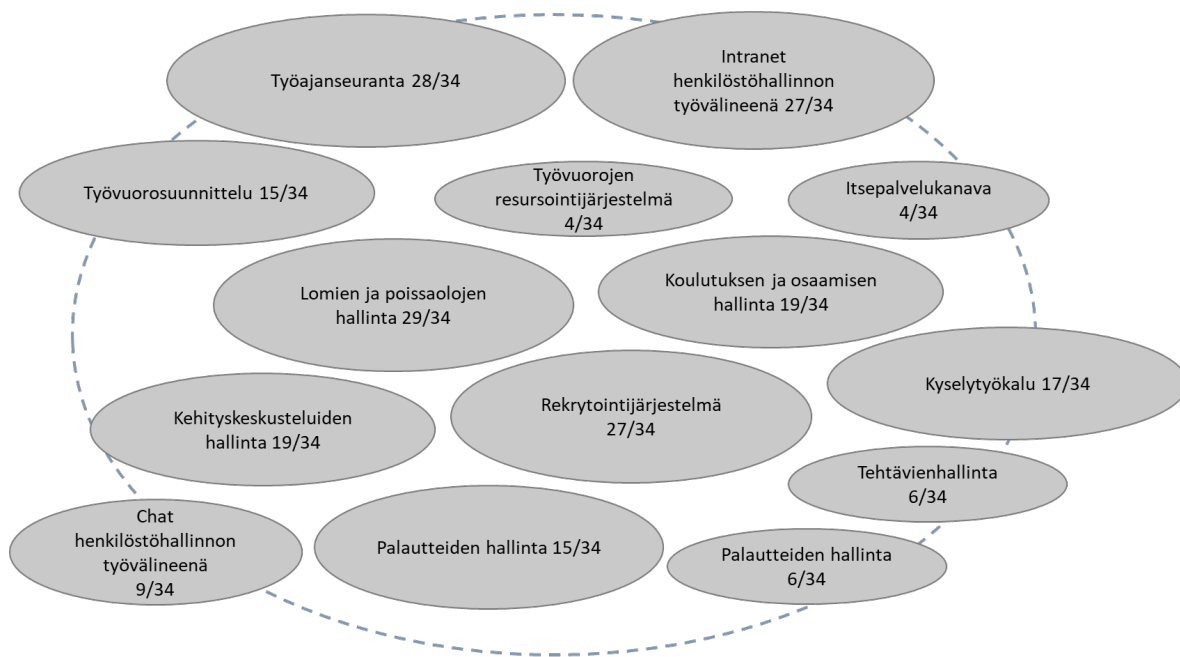 Työajanseuranta 28/34
Intranet
henkilöstöhallinnon
työvälineenä 27/34
Työvuorosuunnittelu 15/34
Työvuorojen
resursointijärjestelmä
4/34
Itsepalvelukanava
4/34
Lomien ja poissaolojen
hallinta 29/34
Koulutuksen ja osaamisen
hallinta 19/34
Kyselytyökalu 17/34
Kehityskeskusteluiden
hallinta 19/34
Rekrytointijärjestelmä
27/34
Tehtävienhallinta
6/34
Chat
henkilöstöhallinnon
työvälineenä
9/34
Palautteiden hallinta 15/34
Palautteiden hallinta
6/34